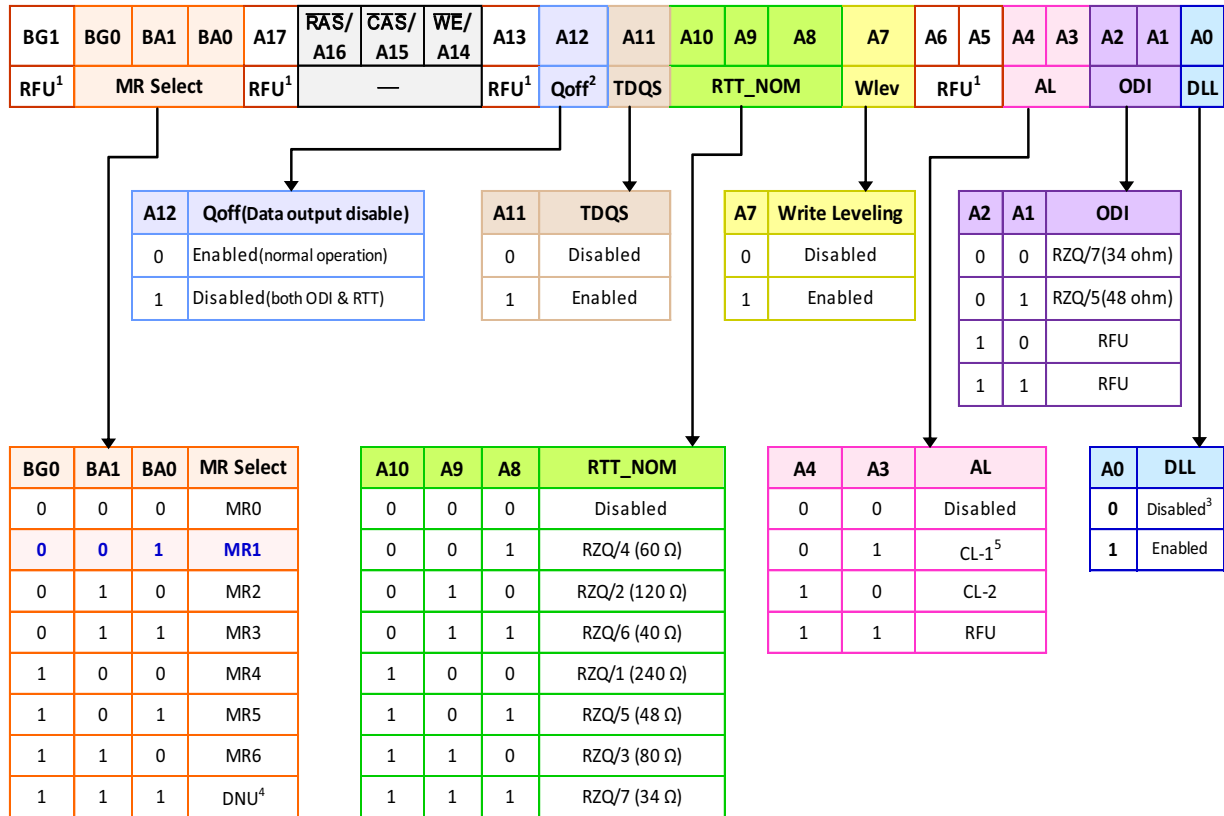 BG1 BG0 BA1 BA0 A17 RAS/ A16 CAS/ A15 WE/ A14 A13 A12 A11 A10 A9 A8 A7 A6 A5 A4 A3 A2 A1 A0
RFU¹ MR Select RFU¹ — RFU¹ Qoff² TDQS RTT_NOM Wlev RFU¹ AL ODI DLL
A12 Qoff(Data output disable)
0 Enabled(normal operation)
1 Disabled(both ODI & RTT)
A11 TDQS
0 Disabled
1 Enabled
A7 Write Leveling
0 Disabled
1 Enabled
A2 A1 ODI
0 0 RZQ/7(34 ohm)
0 1 RZQ/5(48 ohm)
1 0 RFU
1 1 RFU
BG0 BA1 BA0 MR Select
0 0 0 MR0
0 0 1 MR1
0 1 0 MR2
0 1 1 MR3
1 0 0 MR4
1 0 1 MR5
1 1 0 MR6
1 1 1 DNU⁴
A10 A9 A8 RTT_NOM
0 0 0 Disabled
0 0 1 RZQ/4 (60 Ω)
0 1 0 RZQ/2 (120 Ω)
0 1 1 RZQ/6 (40 Ω)
1 0 0 RZQ/1 (240 Ω)
1 0 1 RZQ/5 (48 Ω)
1 1 0 RZQ/3 (80 Ω)
1 1 1 RZQ/7 (34 Ω)
A4 A3 AL
0 0 Disabled
0 1 CL-1⁵
1 0 CL-2
1 1 RFU
A0 DLL
0 Disabled³
1 Enabled